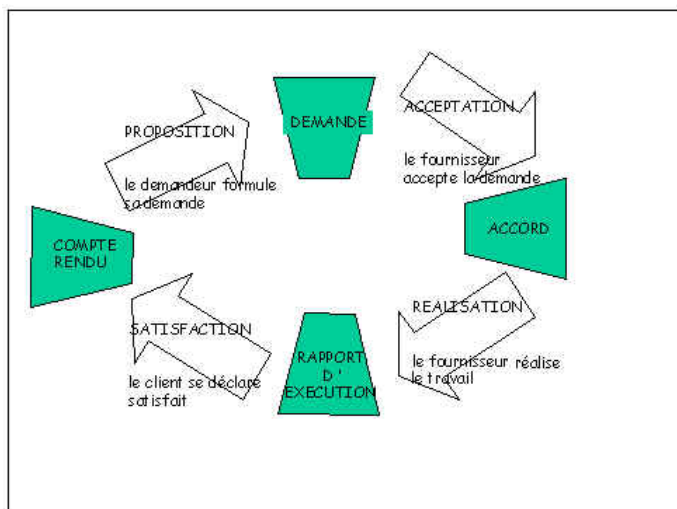 PROPOSITION
le demandeur formule
sa demande
DEMANDE
ACCEPTATION
le fournisseur
accepte la demande
ACCORD
REALISATION
le fournisseur réalise
le travail
RAPPORT
D'
EXECUTION
SATISFACTION
le client se déclare
satisfait
COMPTE
RENDU